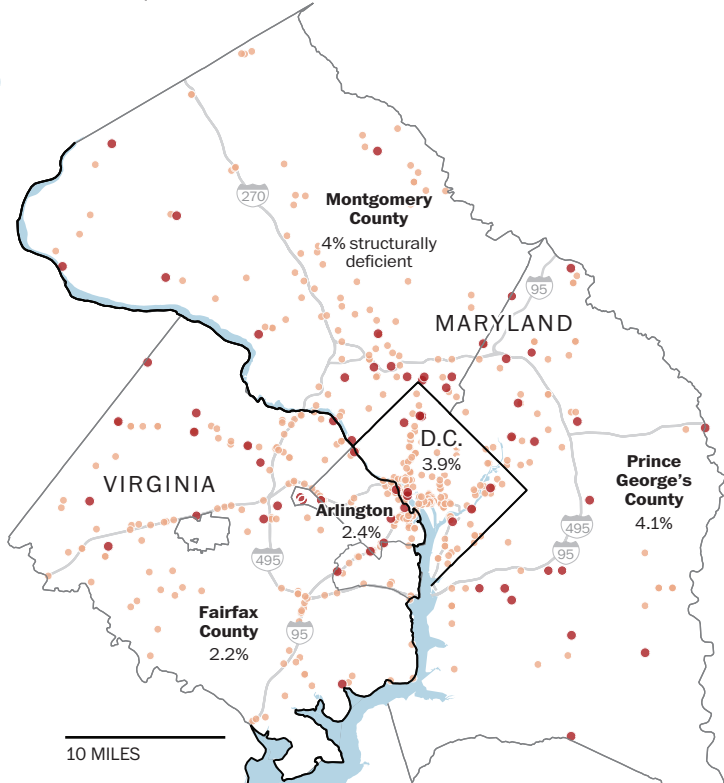 270
Montgomery
County
4% structurally
deficient
95
MARYLAND
D.C.
3.9%
VIRGINIA
Arlington
2.4%
Prince
George's
County
4.1%
495
95
495
Fairfax
County
2.2%
95
10 MILES